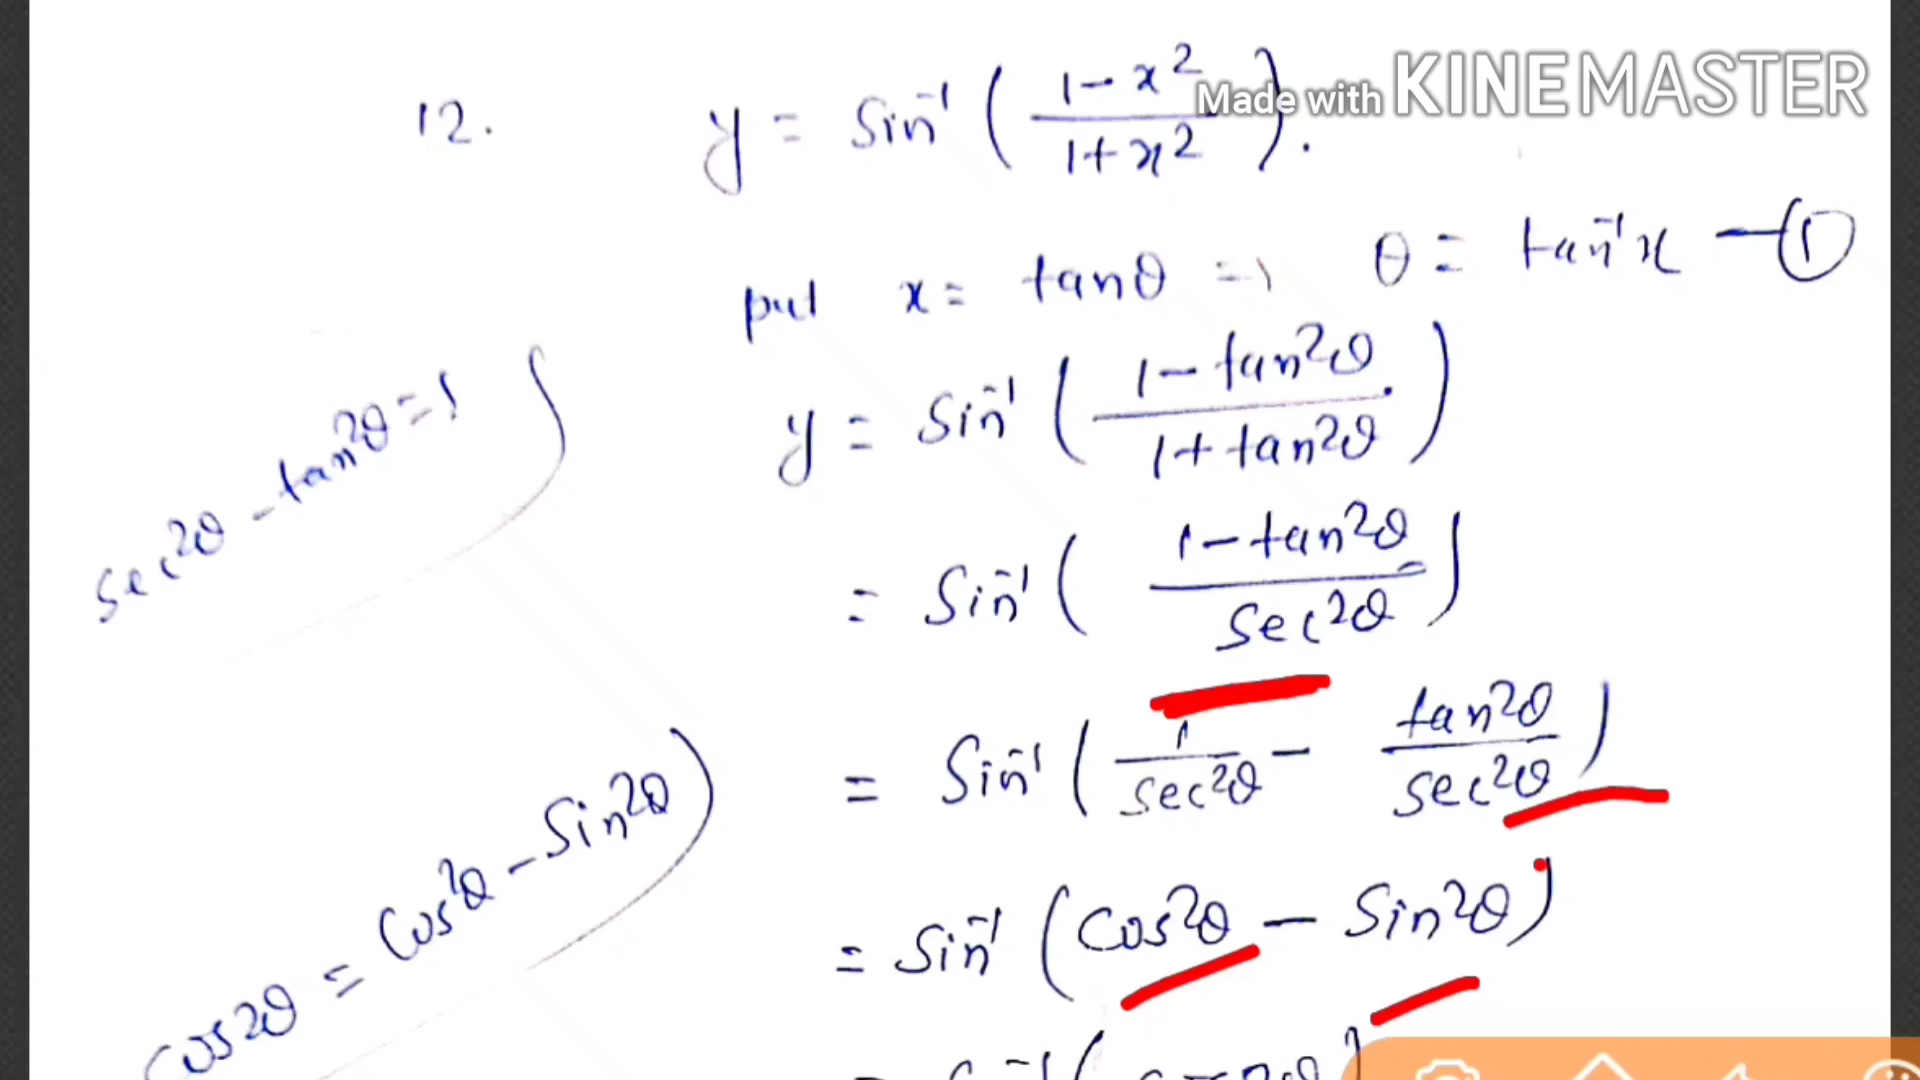 12. y = sin⁻¹ ( (1 - x²) / (1 + x²) ).
Made with KINEMASTER
put x = tanθ ⇒ θ = tan⁻¹x —①
y = sin⁻¹ ( (1 - tan²θ) / (1 + tan²θ) )
sec²θ - tan²θ = 1
= sin⁻¹ ( (1 - tan²θ) / sec²θ )
= sin⁻¹ ( 1 / sec²θ - tan²θ / sec²θ )
cos2θ = cos²θ - sin²θ
= sin⁻¹ ( cos²θ - sin²θ )